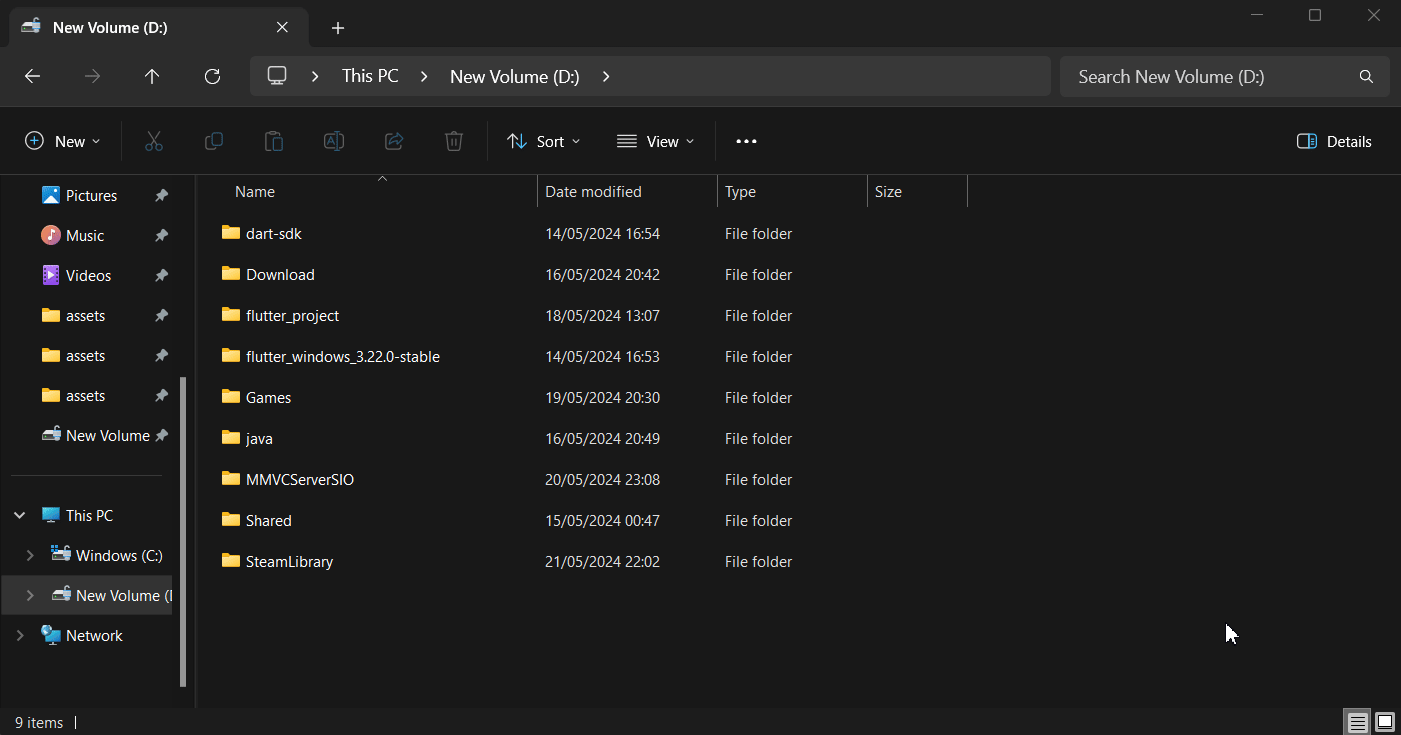 New Volume (D:)
This PC > New Volume (D:) >
Search New Volume (D:)
New
Sort
View
Details
Pictures
Music
Videos
assets
assets
assets
New Volume
This PC
Windows (C:)
New Volume (
Network
Name Date modified Type Size
dart-sdk 14/05/2024 16:54 File folder
Download 16/05/2024 20:42 File folder
flutter_project 18/05/2024 13:07 File folder
flutter_windows_3.22.0-stable 14/05/2024 16:53 File folder
Games 19/05/2024 20:30 File folder
java 16/05/2024 20:49 File folder
MMVCServerSIO 20/05/2024 23:08 File folder
Shared 15/05/2024 00:47 File folder
SteamLibrary 21/05/2024 22:02 File folder
9 items